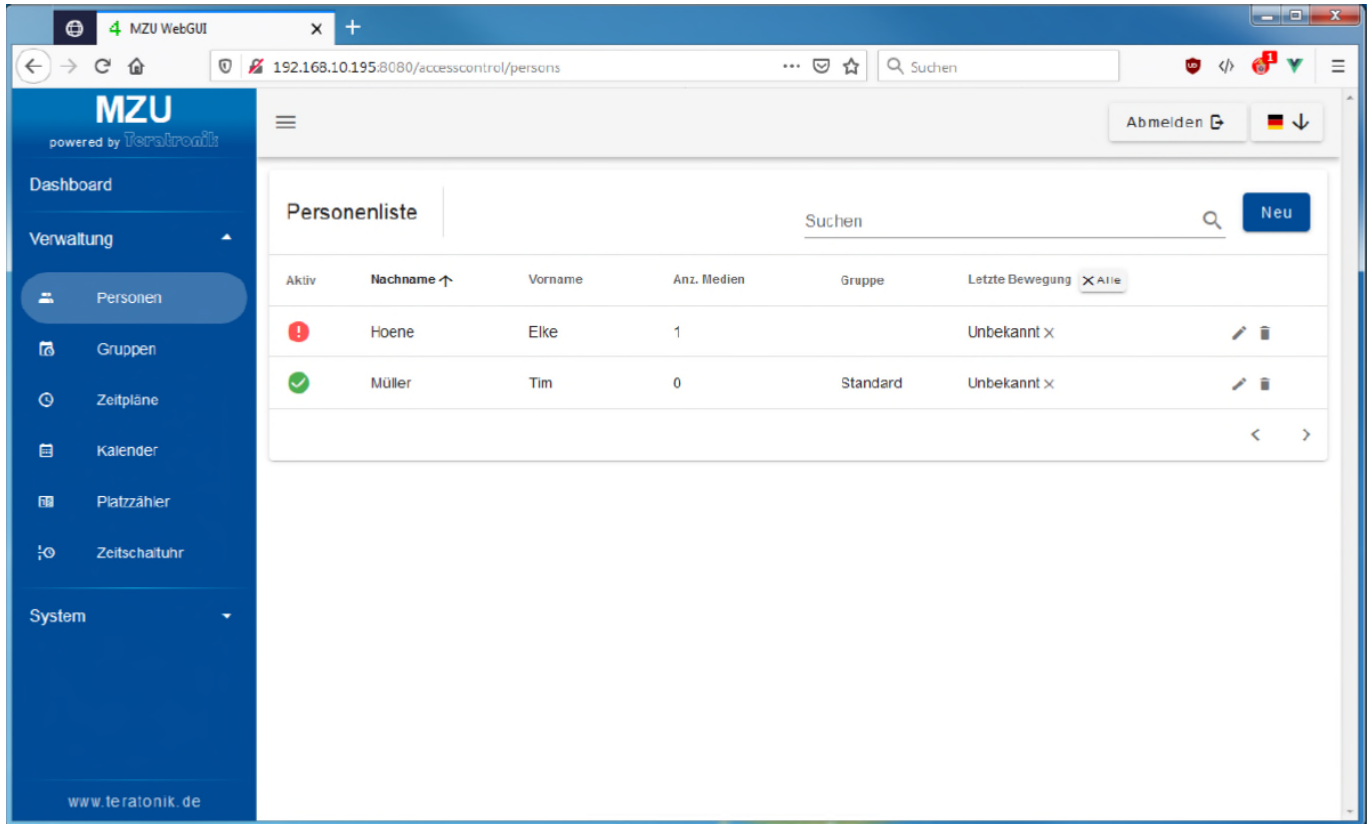 4 MZU WebGUI
192.168.10.195:8080/accesscontrol/persons
Suchen
1
MZU
powered by Teratronik
Abmelden
Dashboard
Verwaltung
Personen
Gruppen
Zeitpläne
Kalender
Platzzähler
Zeitschaltuhr
System
www.teratonik.de
Personenliste
Suchen
Neu
Aktiv Nachname Vorname Anz. Medien Gruppe Letzte Bewegung Alle
Hoene Elke 1 Unbekannt
Müller Tim 0 Standard Unbekannt